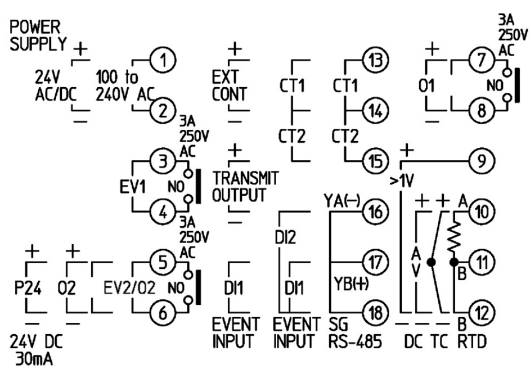 POWER
SUPPLY
+ + 1 + 13 + 7 3A
250V
AC
24V
AC/DC 100 to
240V AC EXT
CONT CT1 CT1 O1 NO
− − 2 − 14 − 8
3A
250V
AC CT2 CT2
3 + 15 + 9
EV1 NO TRANSMIT
OUTPUT >1V
4 − YA(−) 16 + + A 10
3A
250V
AC DI2 A
V
+ + 5 17 B 11
P24 O2 EV2/O2 NO DI1 DI1 YB(+)
− − 6 18 − − − B 12
24V DC
30mA EVENT
INPUT EVENT
INPUT SG
RS-485 DC TC RTD